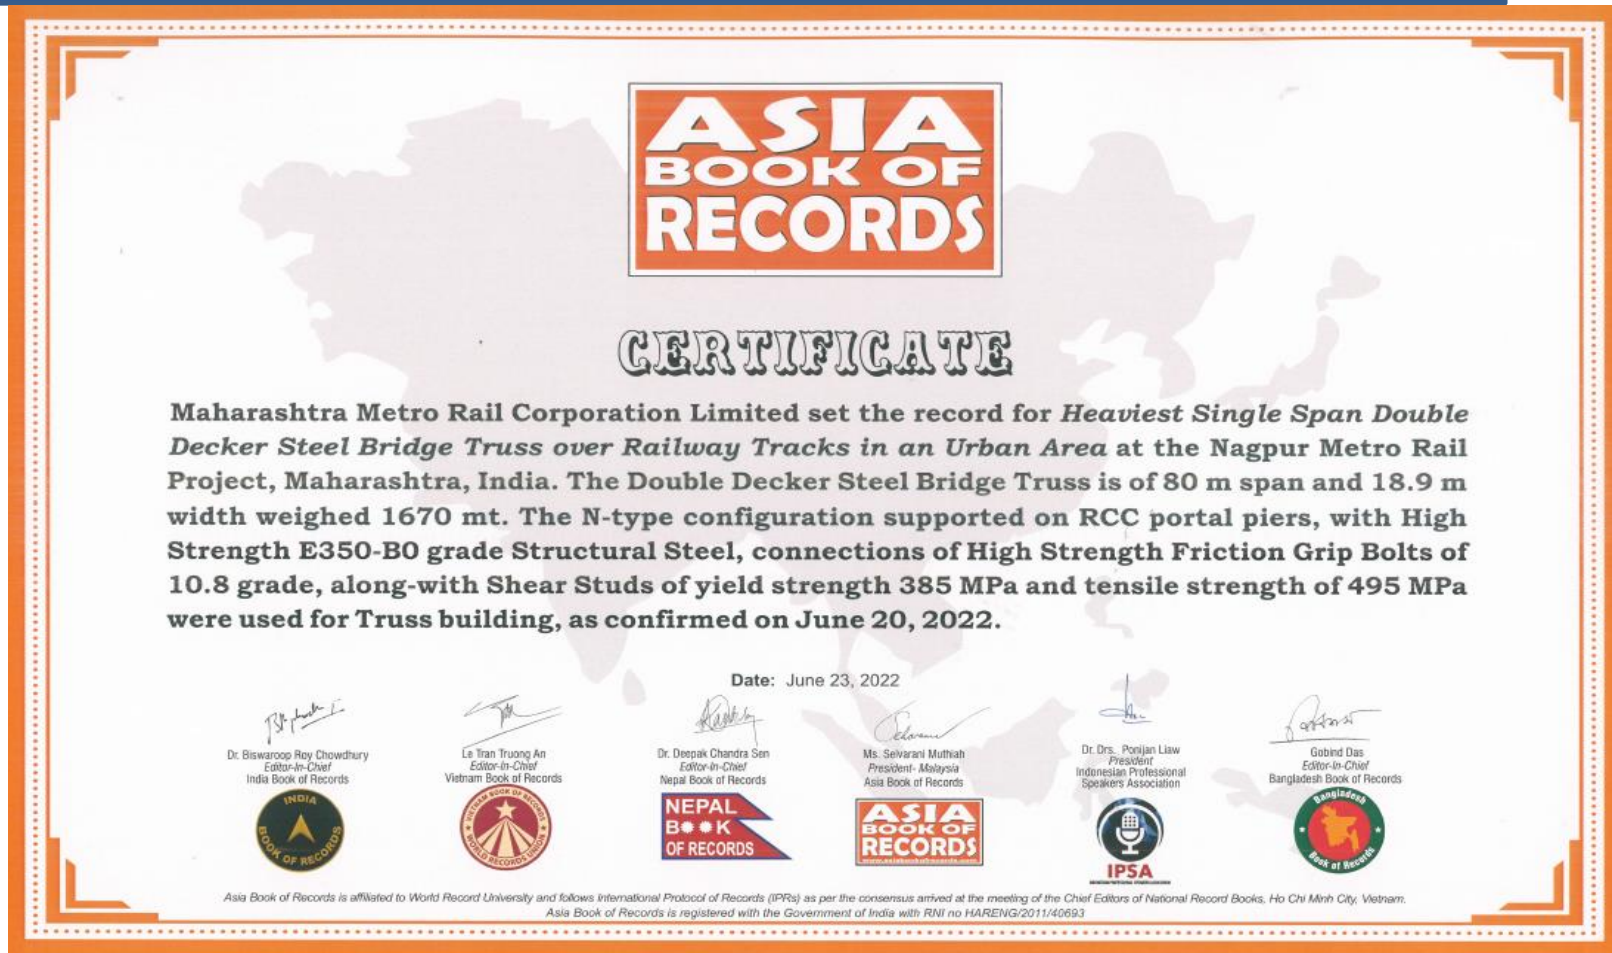 ASIA
BOOK OF
RECORDS
CERTIFICATE
Maharashtra Metro Rail Corporation Limited set the record for Heaviest Single Span Double
Decker Steel Bridge Truss over Railway Tracks in an Urban Area at the Nagpur Metro Rail
Project, Maharashtra, India. The Double Decker Steel Bridge Truss is of 80 m span and 18.9 m
width weighed 1670 mt. The N-type configuration supported on RCC portal piers, with High
Strength E350-B0 grade Structural Steel, connections of High Strength Friction Grip Bolts of
10.8 grade, along-with Shear Studs of yield strength 385 MPa and tensile strength of 495 MPa
were used for Truss building, as confirmed on June 20, 2022.
Date: June 23, 2022
Dr. Biswaroop Roy Chowdhury
Editor-In-Chief
India Book of Records
INDIA
BOOK OF RECORDS
Le Tran Truong An
Editor-In-Chief
Vietnam Book of Records
VIETNAM BOOK OF RECORDS
WORLD RECORDS UNION
Dr. Deepak Chandra Sen
Editor-In-Chief
Nepal Book of Records
NEPAL
BOOK
OF RECORDS
Ms. Selvarani Muthiah
President- Malaysia
Asia Book of Records
ASIA
BOOK OF
RECORDS
www.asiabookofrecords.com
Dr. Drs. Ponijan Liaw
President
Indonesian Professional
Speakers Association
IPSA
Gobind Das
Editor-In-Chief
Bangladesh Book of Records
Bangladesh
Book of Records
Asia Book of Records is affiliated to World Record University and follows International Protocol of Records (IPRs) as per the consensus arrived at the meeting of the Chief Editors of National Record Books, Ho Chi Minh City, Vietnam.
Asia Book of Records is registered with the Government of India with RNI no HARENG/2011/40693